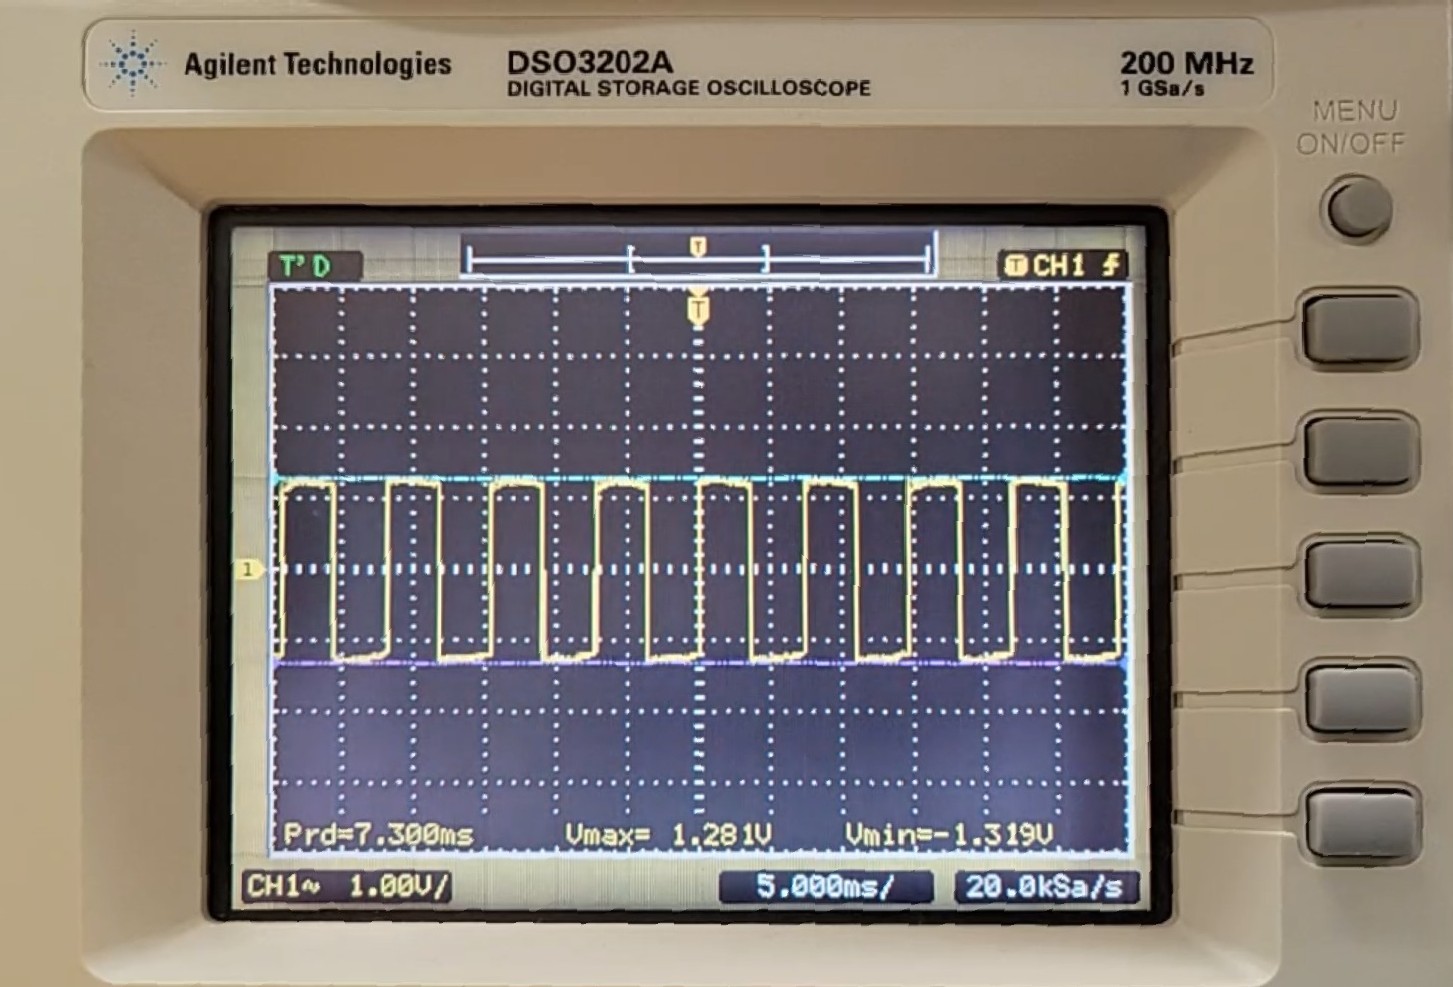 Agilent Technologies
DSO3202A
DIGITAL STORAGE OSCILLOSCOPE
200 MHz
1 GSa/s
MENU
ON/OFF
T'D
T
T CH1
T
1
Prd=7.300ms
Vmax= 1.281V
Vmin=-1.319V
CH1~ 1.00V/
5.000ms/
20.0kSa/s